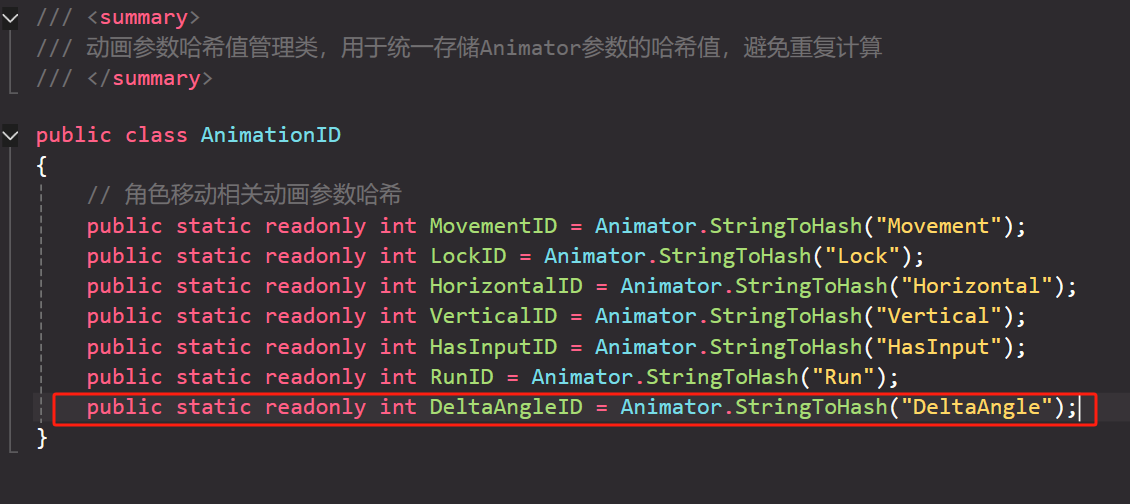 /// <summary>
/// 动画参数哈希值管理类，用于统一存储Animator参数的哈希值，避免重复计算
/// </summary>
public class AnimationID
{
// 角色移动相关动画参数哈希
public static readonly int MovementID = Animator.StringToHash("Movement");
public static readonly int LockID = Animator.StringToHash("Lock");
public static readonly int HorizontalID = Animator.StringToHash("Horizontal");
public static readonly int VerticalID = Animator.StringToHash("Vertical");
public static readonly int HasInputID = Animator.StringToHash("HasInput");
public static readonly int RunID = Animator.StringToHash("Run");
public static readonly int DeltaAngleID = Animator.StringToHash("DeltaAngle");
}